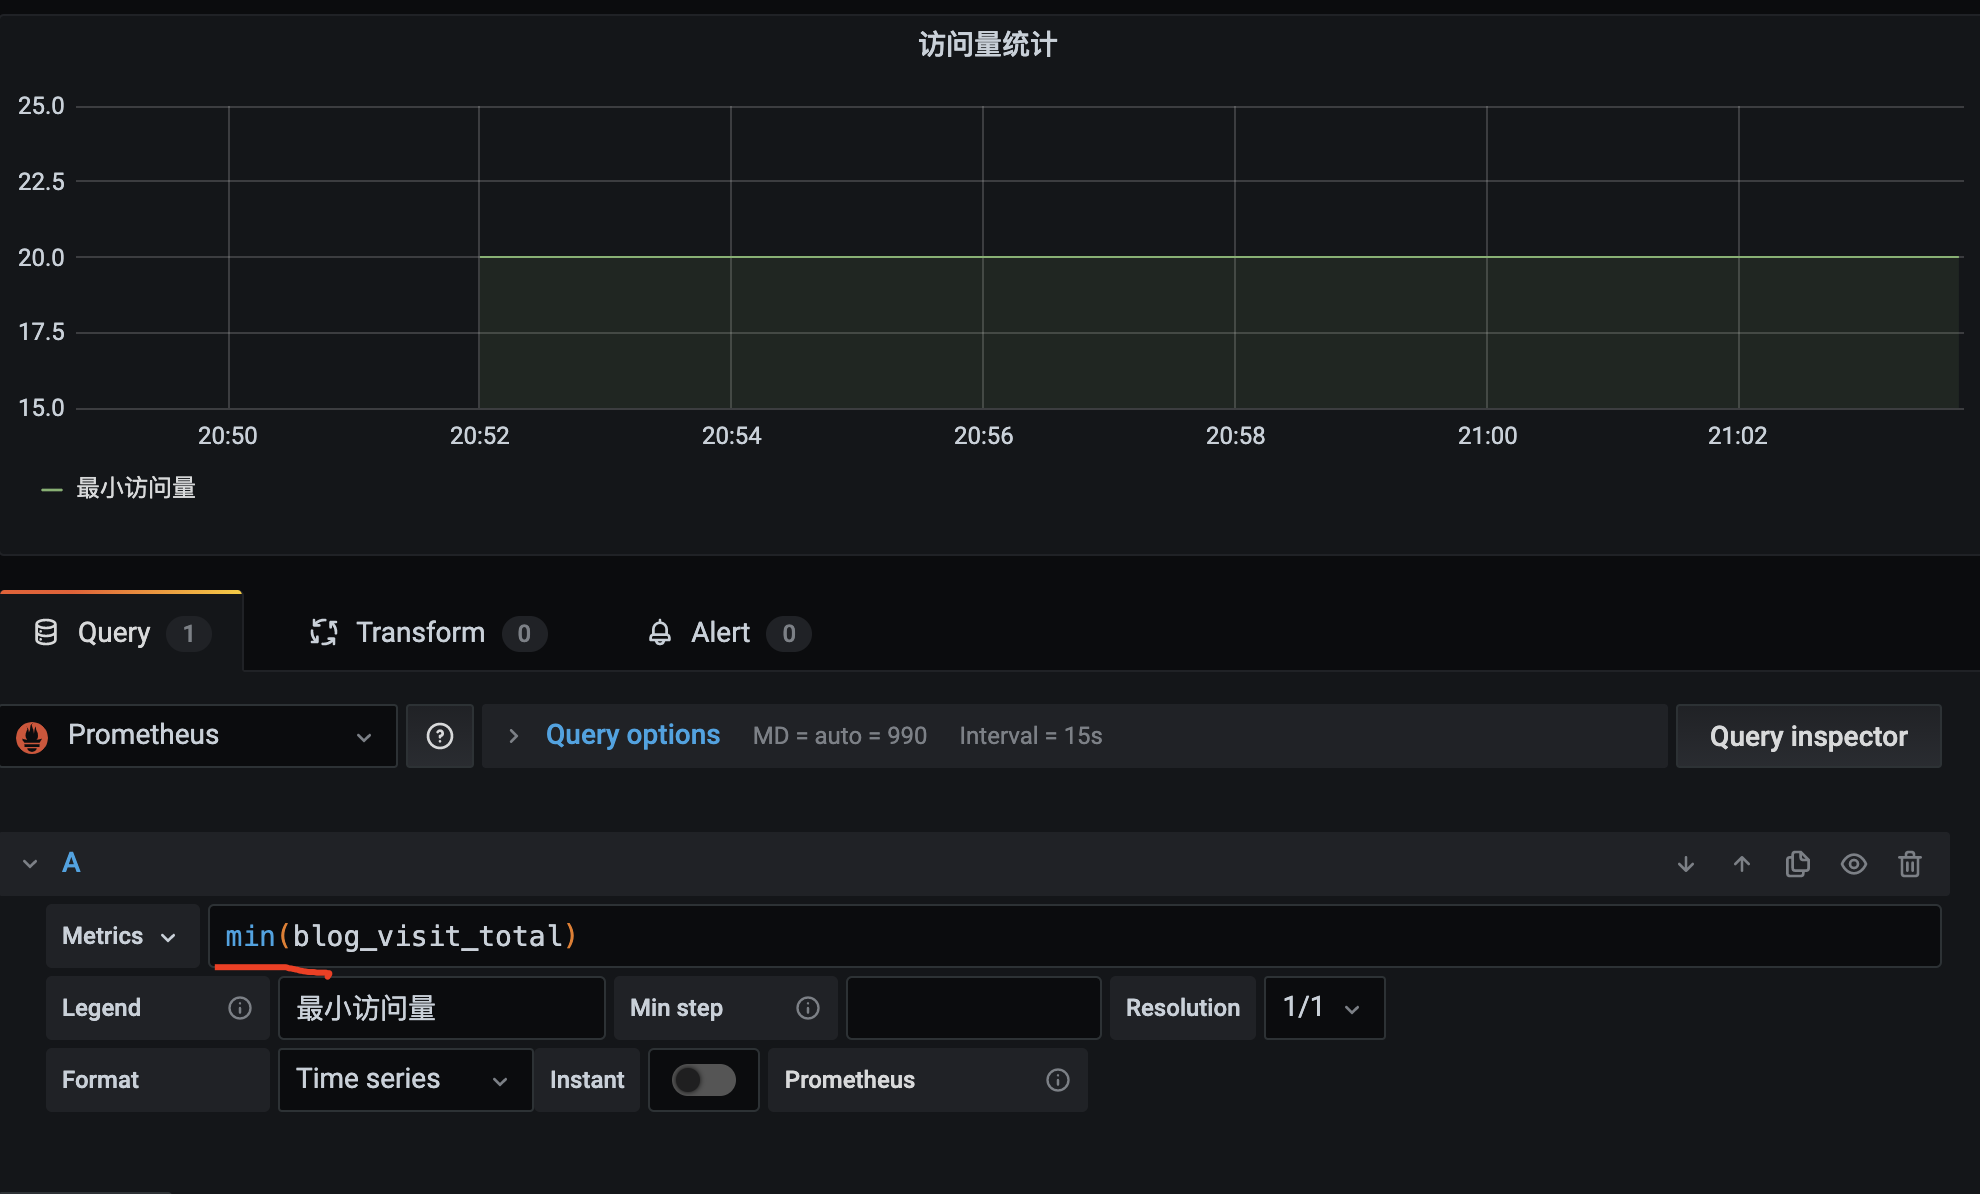 访问量统计
25.0
22.5
20.0
17.5
15.0
20:50 20:52 20:54 20:56 20:58 21:00 21:02
最小访问量
Query 1 Transform 0 Alert 0
Prometheus Query options MD = auto = 990 Interval = 15s Query inspector
A
Metrics min(blog_visit_total)
Legend 最小访问量 Min step Resolution 1/1
Format Time series Instant Prometheus